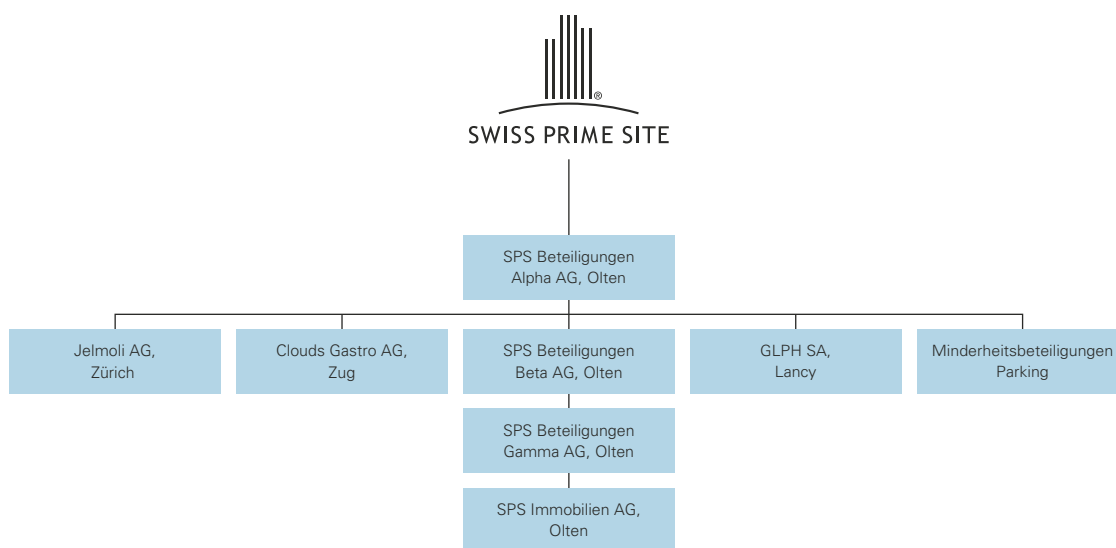 ®
SWISS PRIME SITE
SPS Beteiligungen
Alpha AG, Olten
Jelmoli AG,
Zürich
Clouds Gastro AG,
Zug
SPS Beteiligungen
Beta AG, Olten
GLPH SA,
Lancy
Minderheitsbeteiligungen
Parking
SPS Beteiligungen
Gamma AG, Olten
SPS Immobilien AG,
Olten